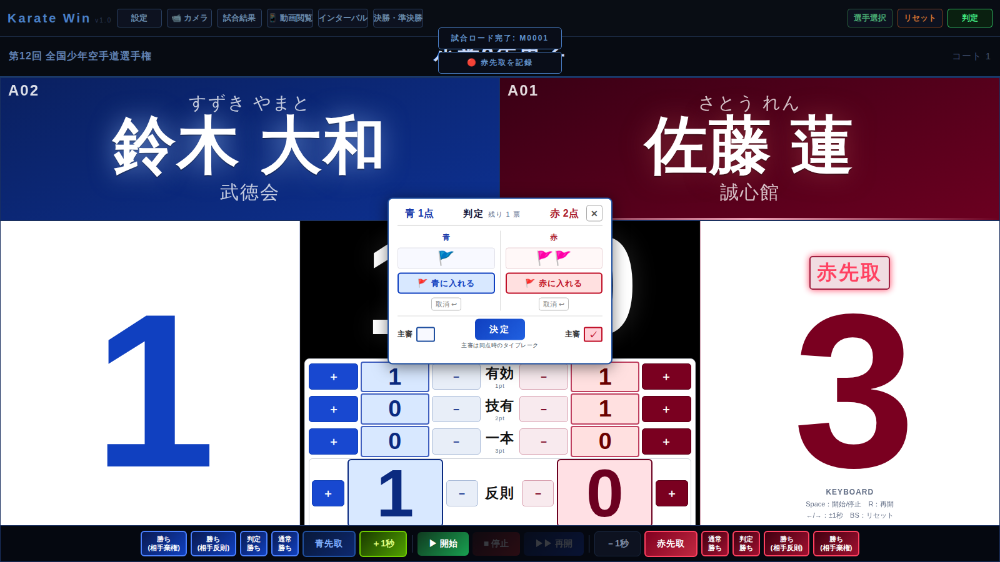 Karate Win v1.0
設定
📹 カメラ
試合結果
📱 動画閲覧
インターバル
決勝・準決勝
選手選択
リセット
判定
試合ロード完了: M0001
🔴 赤先取を記録
第12回 全国少年空手道選手権
コート 1
A02
すずき やまと
鈴木 大和
武徳会
A01
さとう れん
佐藤 蓮
誠心館
青 1点
判定 残り 1 票
赤 2点
✕
青
赤
🚩 青に入れる
🚩 赤に入れる
取消 ↩
取消 ↩
主審
決定
主審 ✓
主審は同点時のタイブレーク
1
赤先取
3
+ 1 − 有効 − 1 +
1pt
+ 0 − 技有 − 1 +
2pt
+ 0 − 一本 − 0 +
3pt
+ 1 − 反則 − 0 +
KEYBOARD
Space：開始/停止 R：再開
←/→：±1秒 BS：リセット
勝ち
(相手棄権)
勝ち
(相手反則)
判定
勝ち
通常
勝ち
青先取
＋1秒
▶ 開始
■ 停止
▶▶ 再開
－1秒
赤先取
通常
勝ち
判定
勝ち
勝ち
(相手反則)
勝ち
(相手棄権)